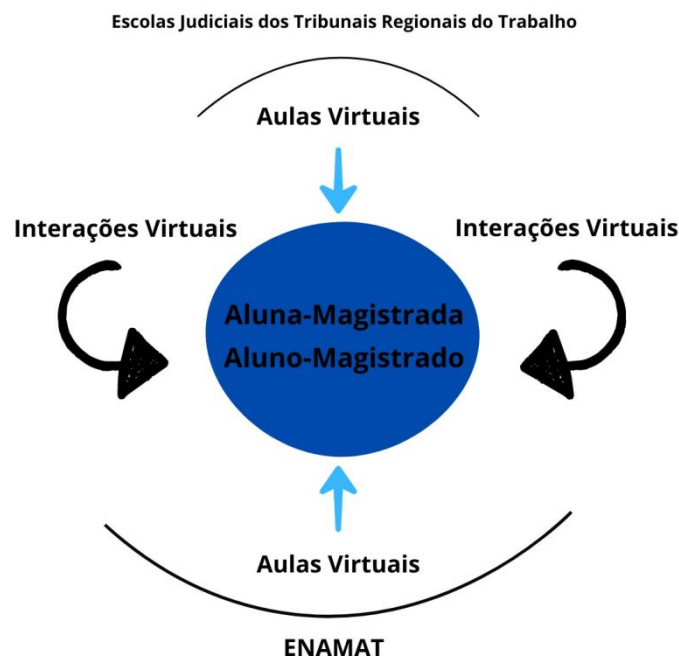 Escolas Judiciais dos Tribunais Regionais do Trabalho
Aulas Virtuais
Interações Virtuais
Interações Virtuais
Aluna-Magistrada
Aluno-Magistrado
Aulas Virtuais
ENAMAT